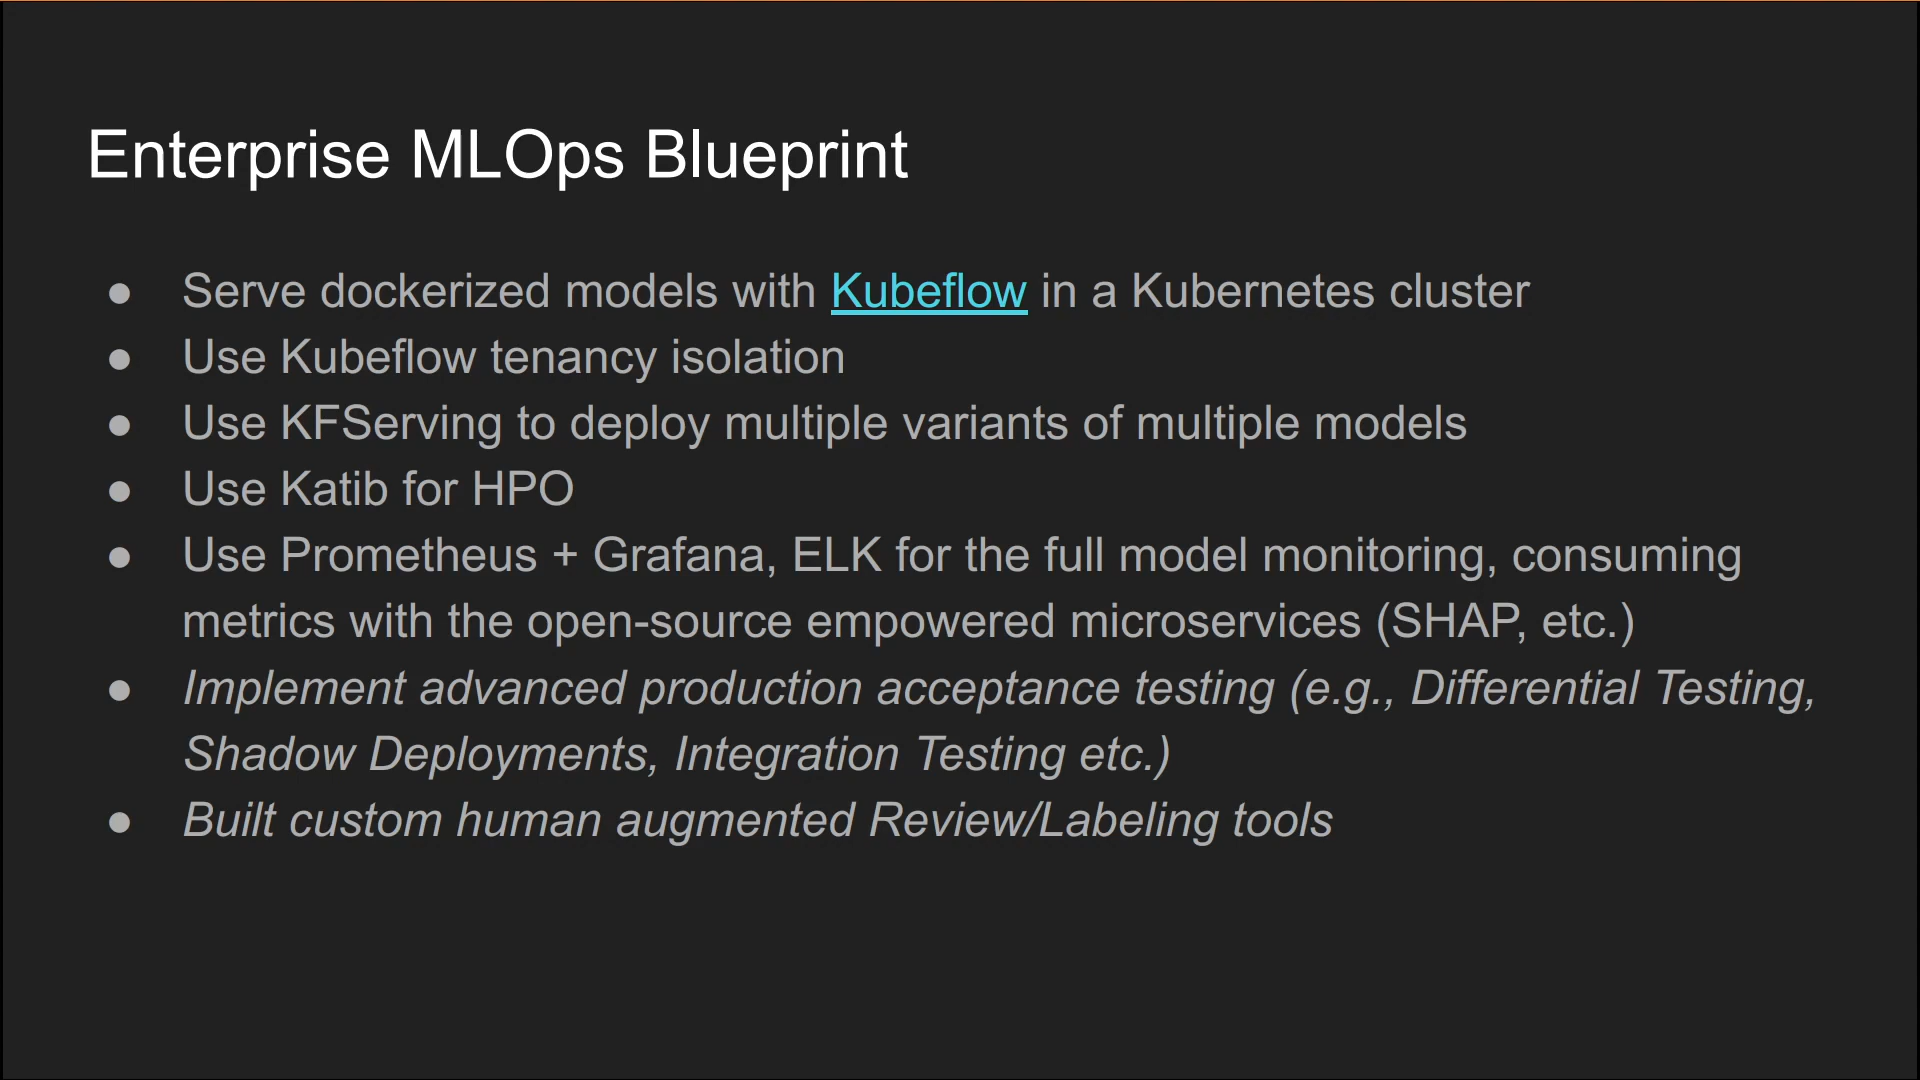 Enterprise MLOps Blueprint
● Serve dockerized models with Kubeflow in a Kubernetes cluster
● Use Kubeflow tenancy isolation
● Use KFServing to deploy multiple variants of multiple models
● Use Katib for HPO
● Use Prometheus + Grafana, ELK for the full model monitoring, consuming
metrics with the open-source empowered microservices (SHAP, etc.)
● Implement advanced production acceptance testing (e.g., Differential Testing,
Shadow Deployments, Integration Testing etc.)
● Built custom human augmented Review/Labeling tools